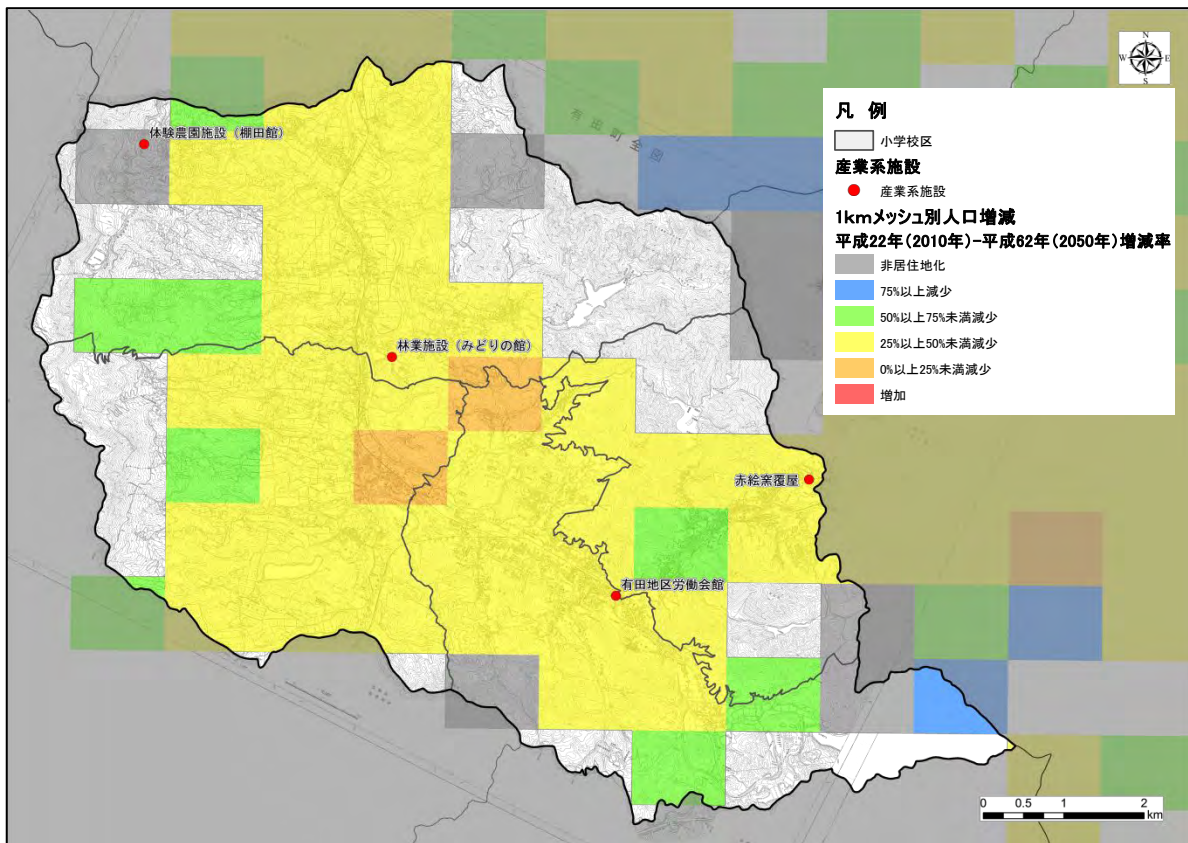 N
W
E
S
凡 例
小学校区
産業系施設
産業系施設
1kmメッシュ別人口増減
平成22年(2010年)-平成62年(2050年)増減率
非居住地化
75%以上減少
50%以上75%未満減少
25%以上50%未満減少
0%以上25%未満減少
増加
有田町全図
体験農園施設（棚田館）
林業施設（みどりの館）
赤絵窯覆屋
有田地区労働会館
0 0.5 1 2
km